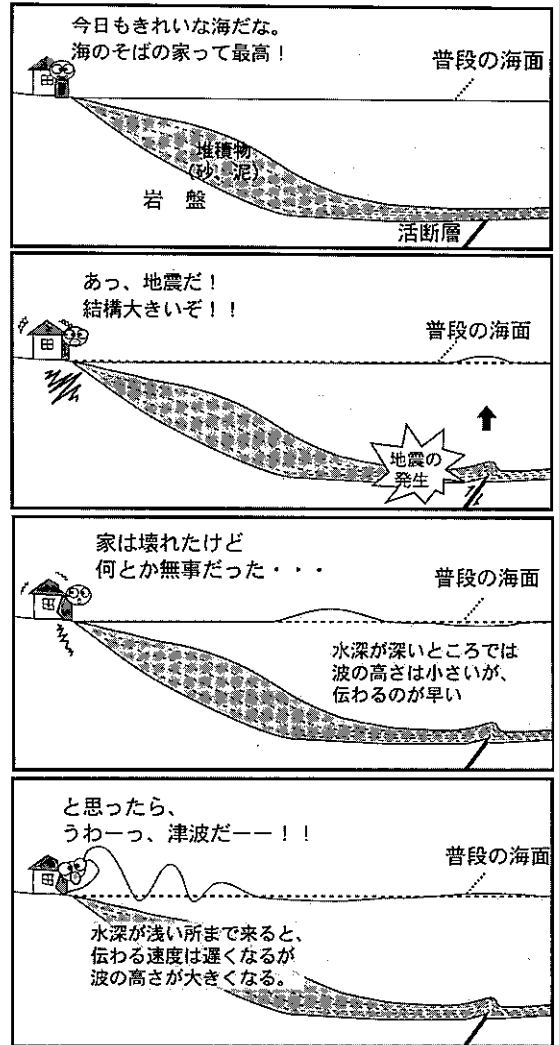 今日もきれいな海だな。
海のそばの家って最高！
普段の海面
堆積物
（砂、泥）
岩　盤
活断層
あっ、地震だ！
結構大きいぞ！！
普段の海面
地震の
発生
家は壊れたけど
何とか無事だった・・・
普段の海面
水深が深いところでは
波の高さは小さいが、
伝わるのが早い
と思ったら、
うわーっ、津波だーー！！
普段の海面
水深が浅い所まで来ると、
伝わる速度は遅くなるが
波の高さが大きくなる。